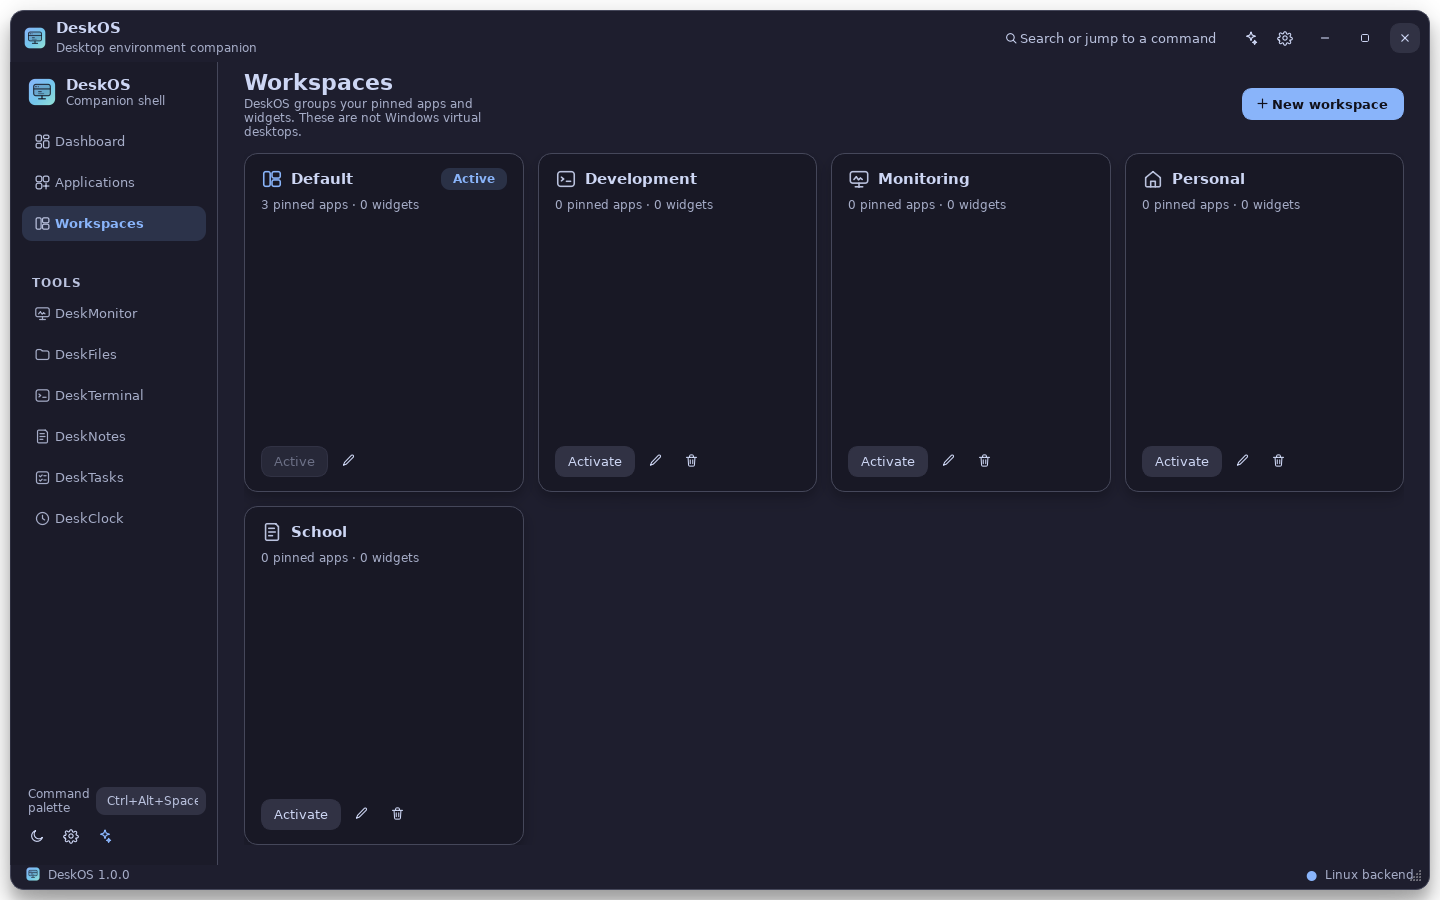 DeskOS
Desktop environment companion
Search or jump to a command
DeskOS
Companion shell
Dashboard
Applications
Workspaces
TOOLS
DeskMonitor
DeskFiles
DeskTerminal
DeskNotes
DeskTasks
DeskClock
Command
palette
Ctrl+Alt+Space
Workspaces
DeskOS groups your pinned apps and
widgets. These are not Windows virtual
desktops.
New workspace
Default
Active
3 pinned apps · 0 widgets
Active
Development
0 pinned apps · 0 widgets
Activate
Monitoring
0 pinned apps · 0 widgets
Activate
Personal
0 pinned apps · 0 widgets
Activate
School
0 pinned apps · 0 widgets
Activate
DeskOS 1.0.0
Linux backend